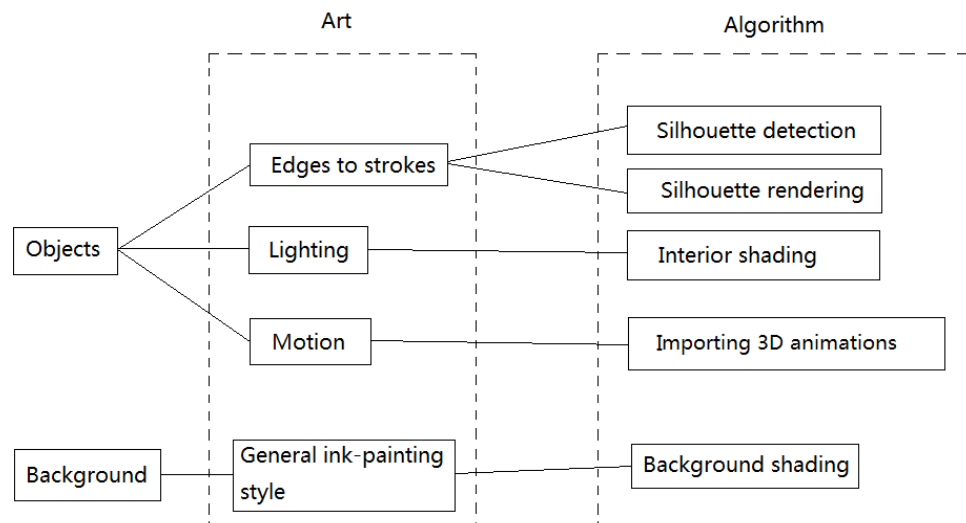 Art
Algorithm
Silhouette detection
Edges to strokes
Silhouette rendering
Objects
Lighting
Interior shading
Motion
Importing 3D animations
Background
General ink-painting
style
Background shading